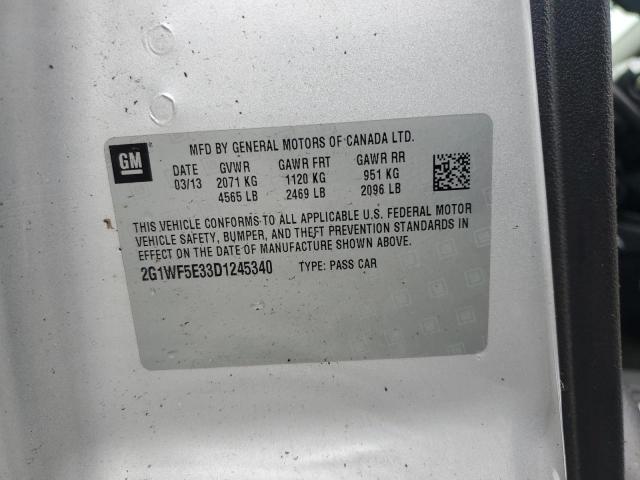 GM
MFD BY GENERAL MOTORS OF CANADA LTD.
DATE GVWR GAWR FRT GAWR RR
03/13 2071 KG 1120 KG 951 KG
4565 LB 2469 LB 2096 LB
THIS VEHICLE CONFORMS TO ALL APPLICABLE U.S. FEDERAL MOTOR
VEHICLE SAFETY, BUMPER, AND THEFT PREVENTION STANDARDS IN
EFFECT ON THE DATE OF MANUFACTURE SHOWN ABOVE.
2G1WF5E33D1245340 TYPE: PASS CAR